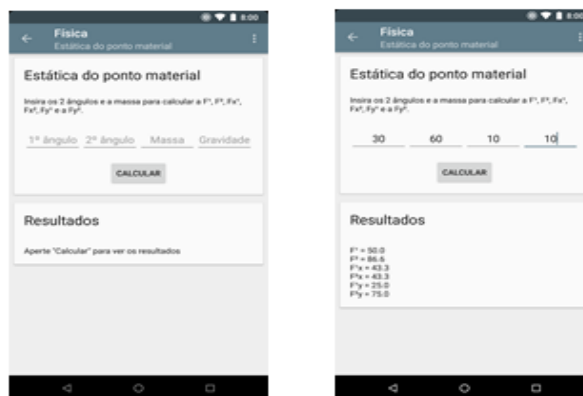 8:00
Física
Estática do ponto material
Estática do ponto material
Insira os 2 ângulos e a massa para calcular a F¹, F², Fx¹,
Fx², Fy¹ e a Fy².
1º ângulo 2º ângulo Massa Gravidade
CALCULAR
Resultados
Aperte "Calcular" para ver os resultados
8:00
Física
Estática do ponto material
Estática do ponto material
Insira os 2 ângulos e a massa para calcular a F¹, F², Fx¹,
Fx², Fy¹ e a Fy².
30 60 10 10
CALCULAR
Resultados
F¹ = 50.0
F² = 86.6
F¹x = 43.3
F²x = 43.3
F¹y = 25.0
F²y = 75.0